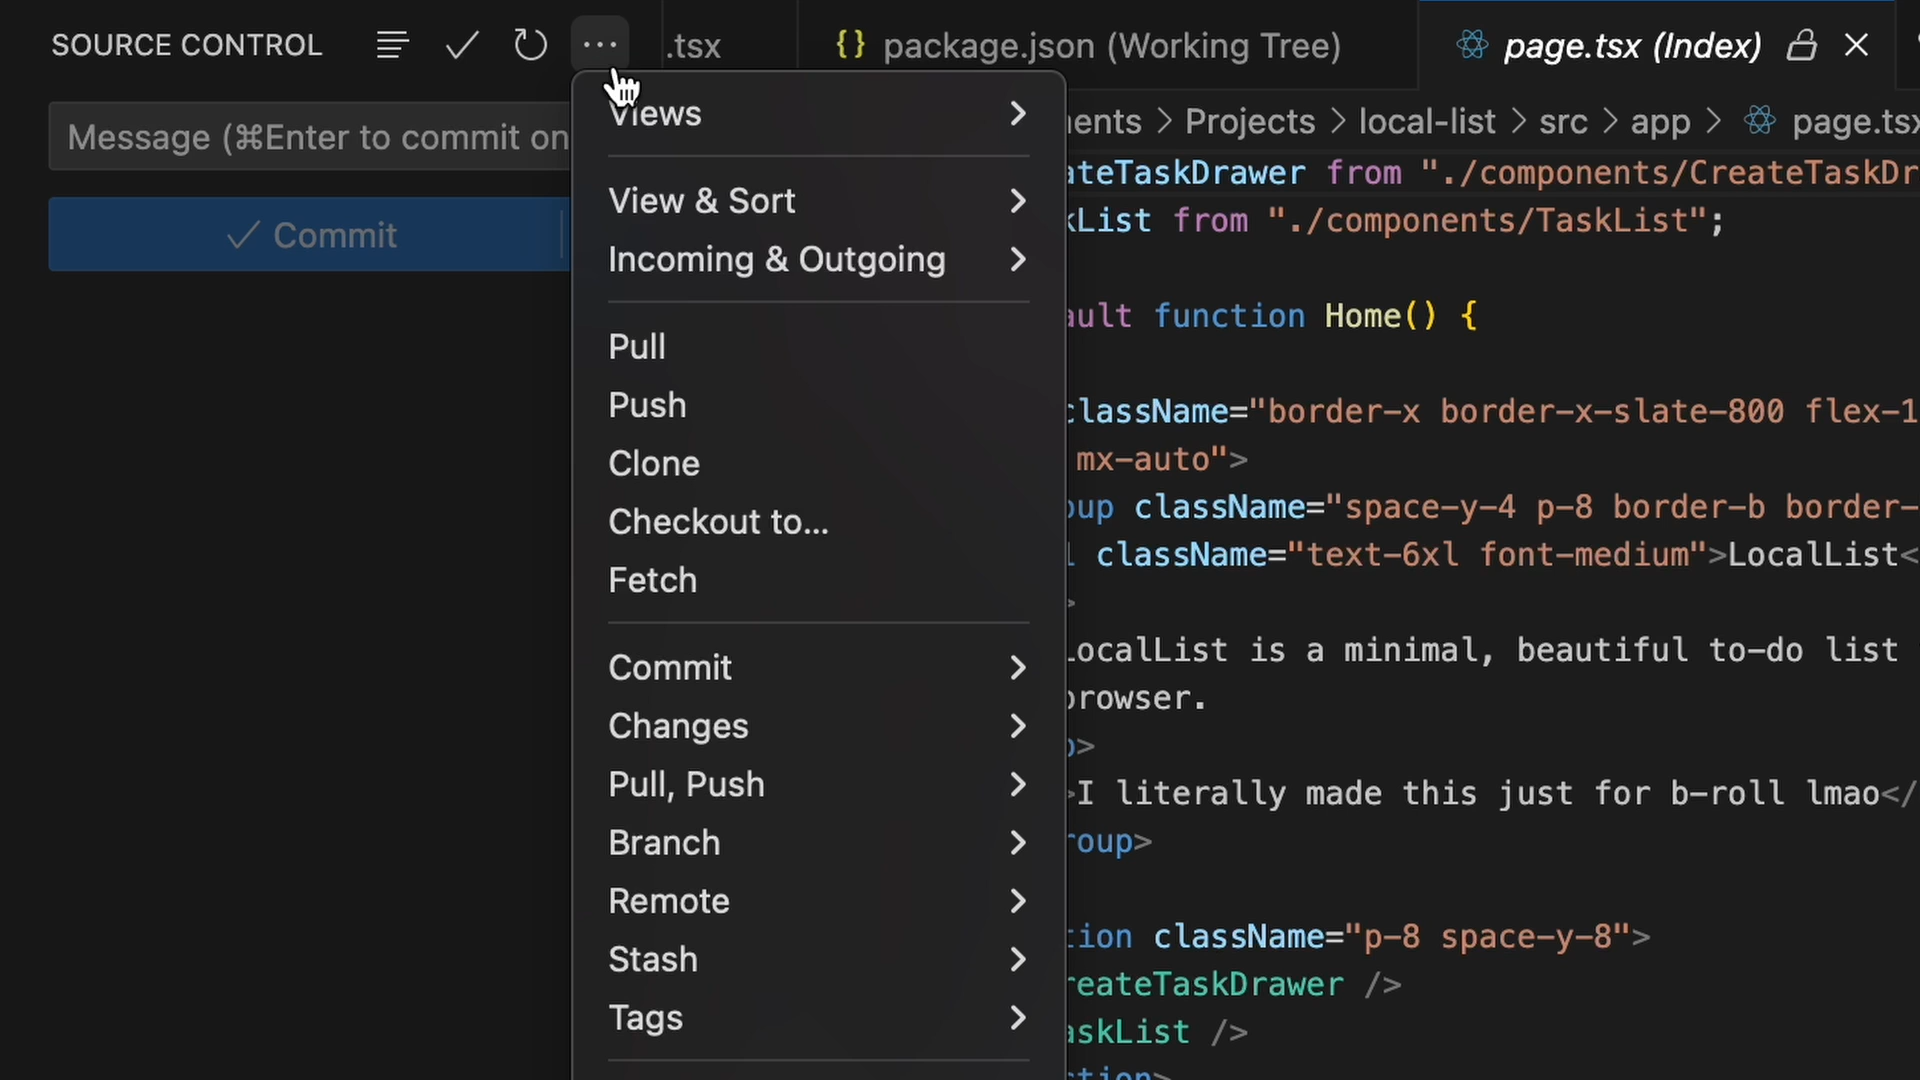 SOURCE CONTROL
.tsx
{} package.json (Working Tree)
page.tsx (Index)
Message (⌘Enter to commit on
✓ Commit
Views
View & Sort
Incoming & Outgoing
Pull
Push
Clone
Checkout to...
Fetch
Commit
Changes
Pull, Push
Branch
Remote
Stash
Tags
ents > Projects > local-list > src > app > page.tsx
ateTaskDrawer from "./components/CreateTaskDr
kList from "./components/TaskList";
ault function Home() {
className="border-x border-x-slate-800 flex-1
mx-auto">
oup className="space-y-4 p-8 border-b border-
className="text-6xl font-medium">LocalList<
>
LocalList is a minimal, beautiful to-do list
browser.
p>
>I literally made this just for b-roll lmao</
roup>
tion className="p-8 space-y-8">
reateTaskDrawer />
askList />
ction>